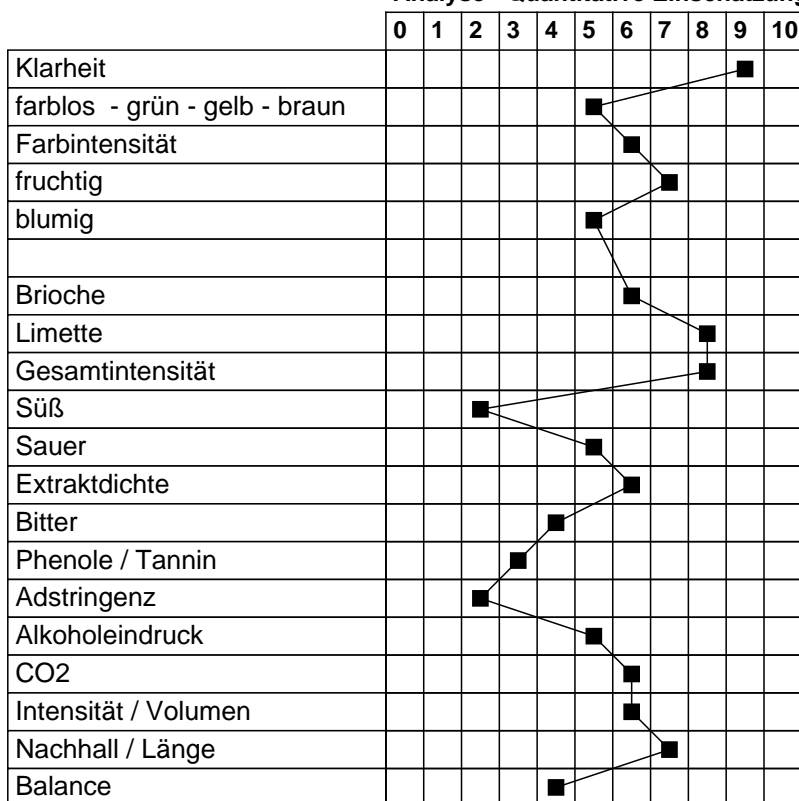 0 1 2 3 4 5 6 7 8 9 10
Klarheit
farblos - grün - gelb - braun
Farbintensität
fruchtig
blumig
Brioche
Limette
Gesamtintensität
Süß
Sauer
Extraktdichte
Bitter
Phenole / Tannin
Adstringenz
Alkoholeindruck
CO2
Intensität / Volumen
Nachhall / Länge
Balance